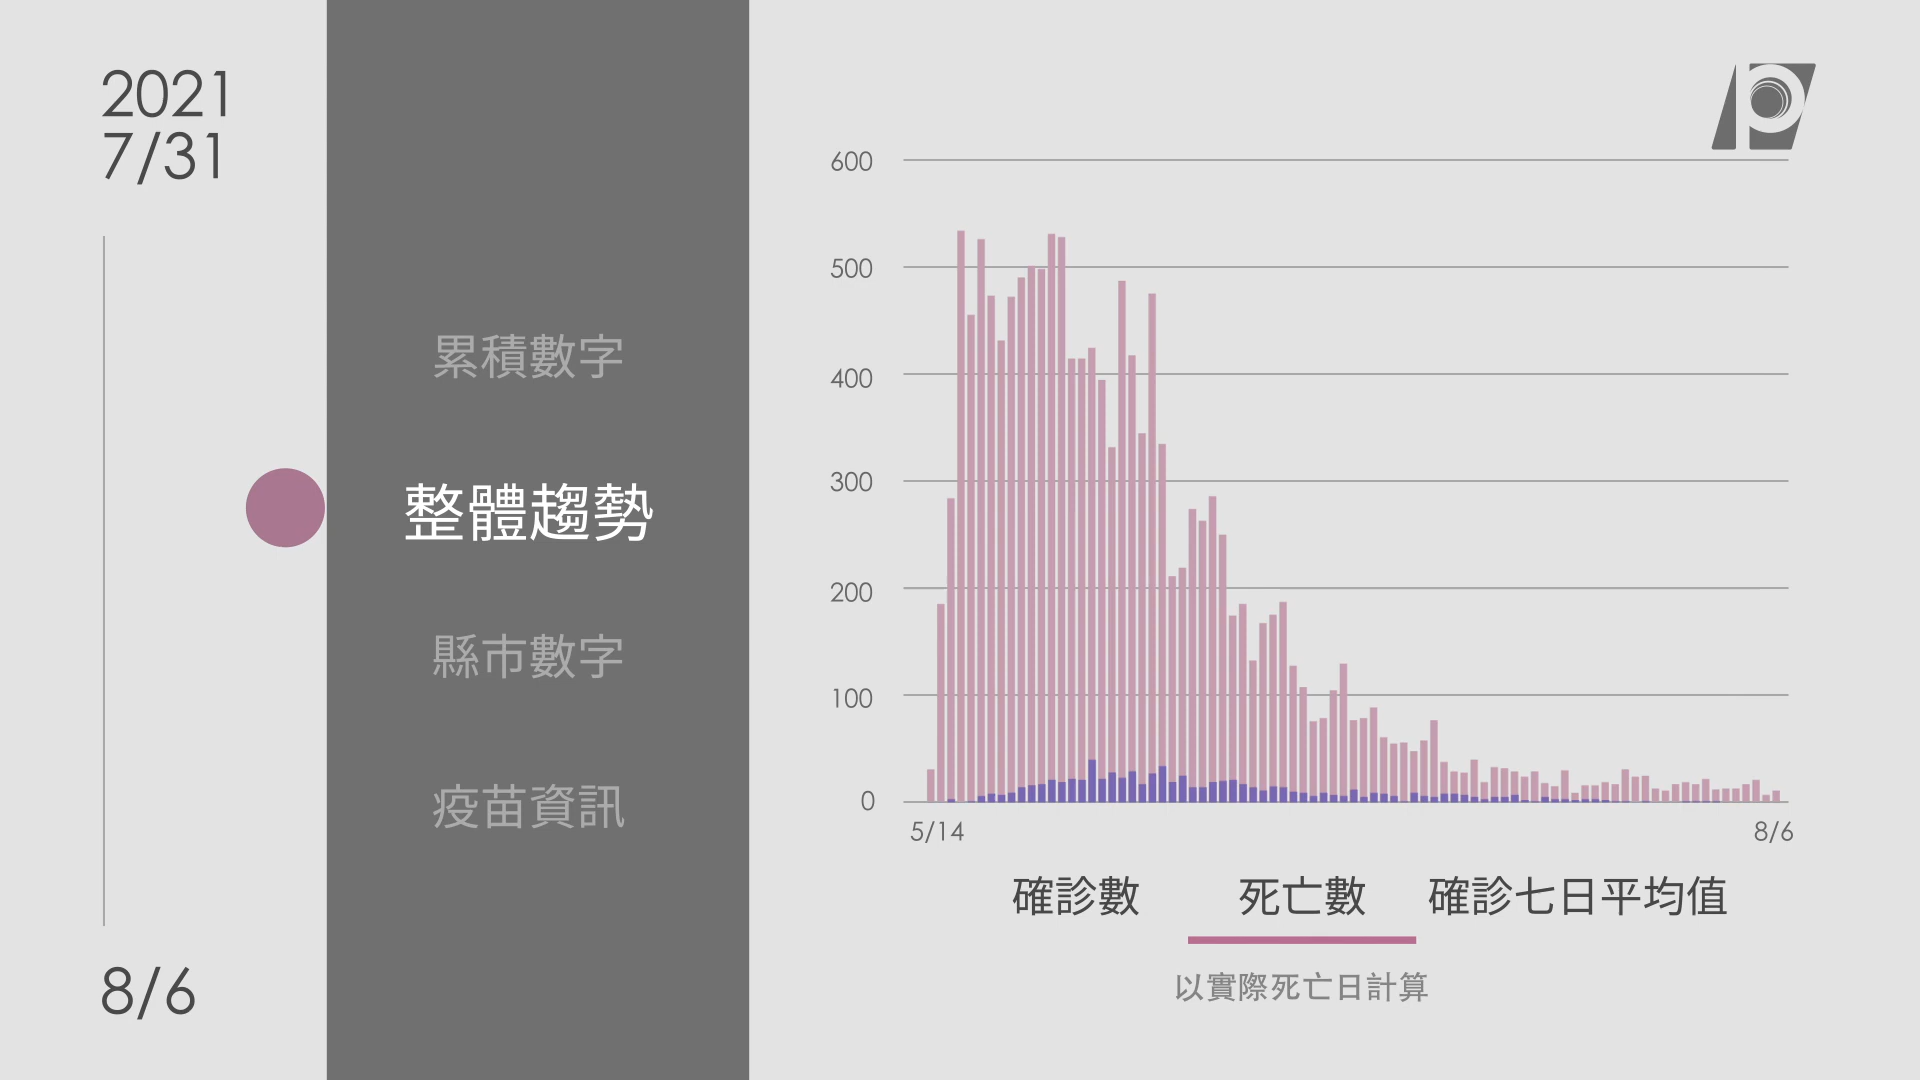 2021
7/31
8/6
累積數字
整體趨勢
縣市數字
疫苗資訊
600
500
400
300
200
100
0
5/14
8/6
確診數
死亡數
確診七日平均值
以實際死亡日計算